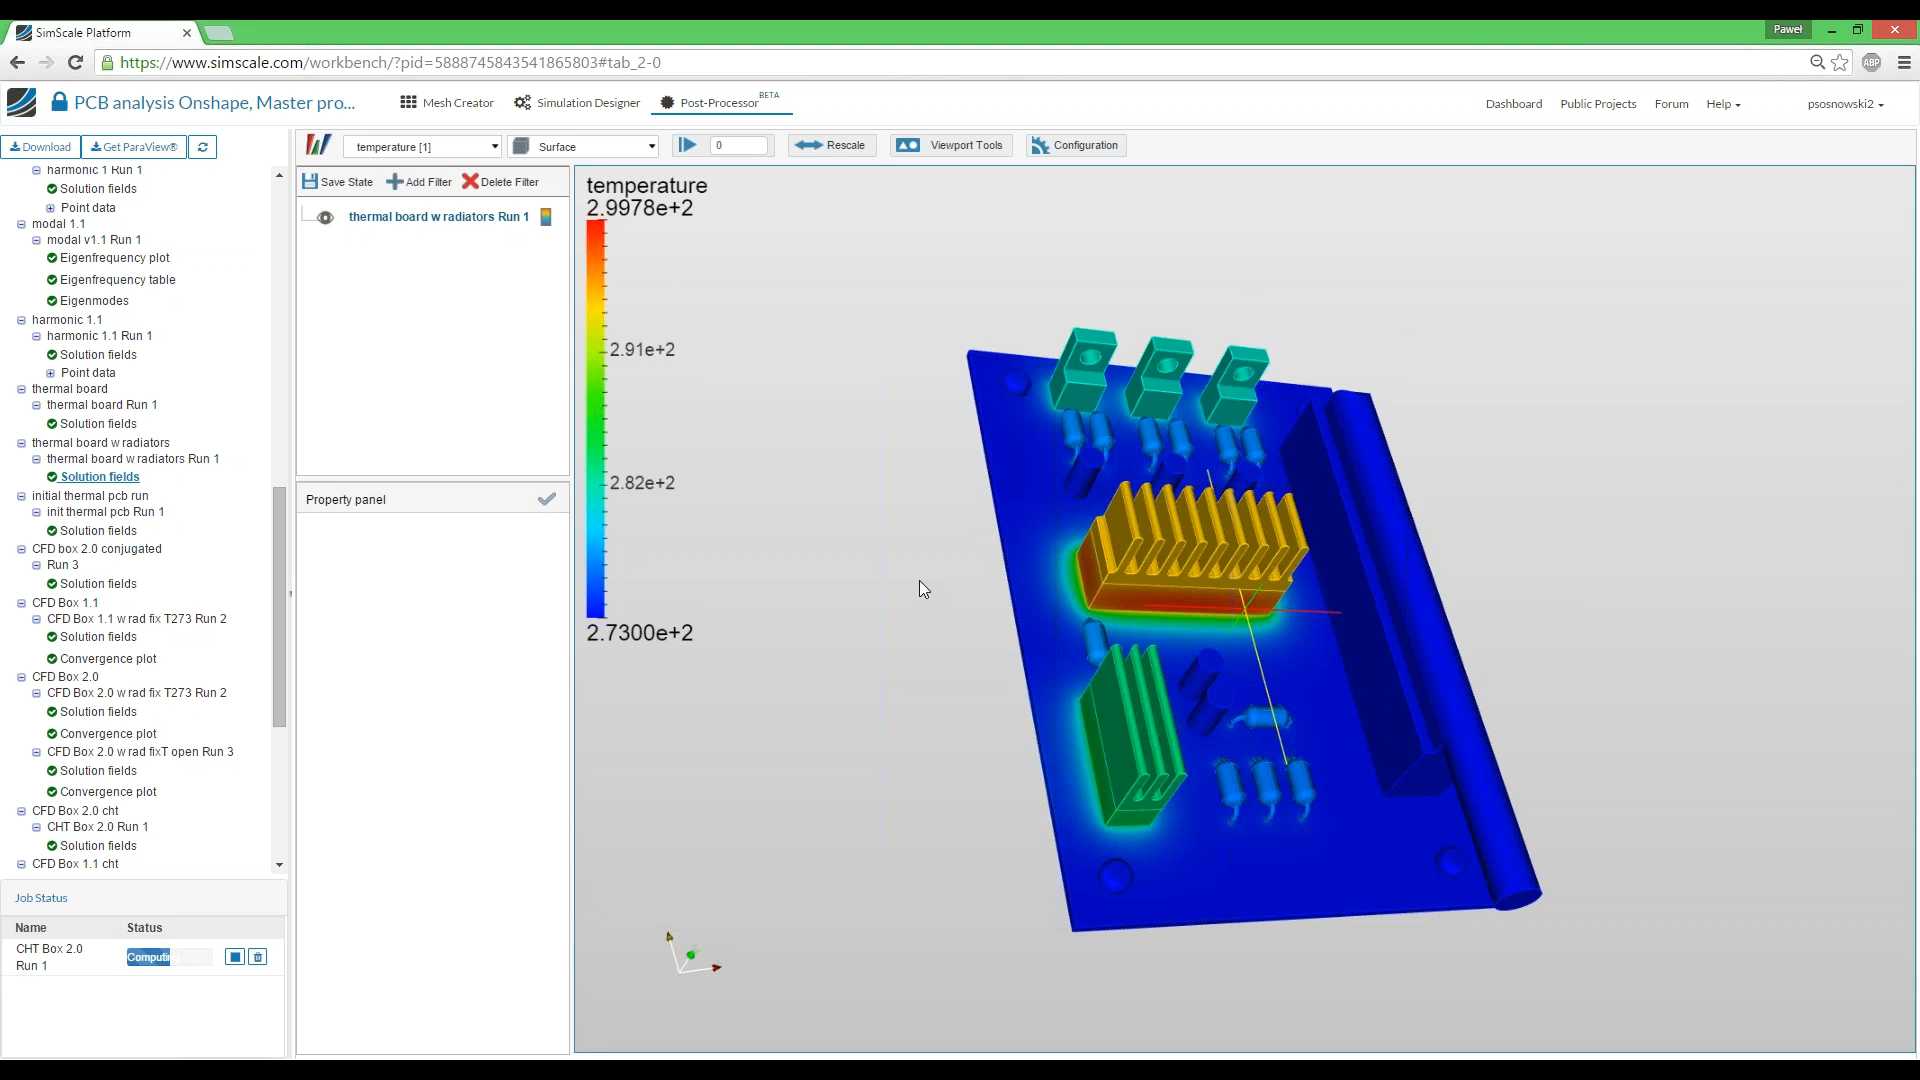 SimScale Platform
Paweł
https://www.simscale.com/workbench/?pid=5888745843541865803#tab_2-0
ABP
PCB analysis Onshape, Master pro...
Mesh Creator
Simulation Designer
Post-Processor
BETA
Dashboard
Public Projects
Forum
Help
psosnowski2
Download
Get ParaView®
temperature [1]
Surface
0
Rescale
Viewport Tools
Configuration
harmonic 1 Run 1
Solution fields
Point data
modal 1.1
modal v1.1 Run 1
Eigenfrequency plot
Eigenfrequency table
Eigenmodes
harmonic 1.1
harmonic 1.1 Run 1
Solution fields
Point data
thermal board
thermal board Run 1
Solution fields
thermal board w radiators
thermal board w radiators Run 1
Solution fields
initial thermal pcb run
init thermal pcb Run 1
Solution fields
CFD box 2.0 conjugated
Run 3
Solution fields
CFD Box 1.1
CFD Box 1.1 w rad fix T273 Run 2
Solution fields
Convergence plot
CFD Box 2.0
CFD Box 2.0 w rad fix T273 Run 2
Solution fields
Convergence plot
CFD Box 2.0 w rad fixT open Run 3
Solution fields
Convergence plot
CFD Box 2.0 cht
CHT Box 2.0 Run 1
Solution fields
CFD Box 1.1 cht
Job Status
Name
Status
CHT Box 2.0
Run 1
Computin
Save State
Add Filter
Delete Filter
thermal board w radiators Run 1
Property panel
temperature
2.9978e+2
2.91e+2
2.82e+2
2.7300e+2